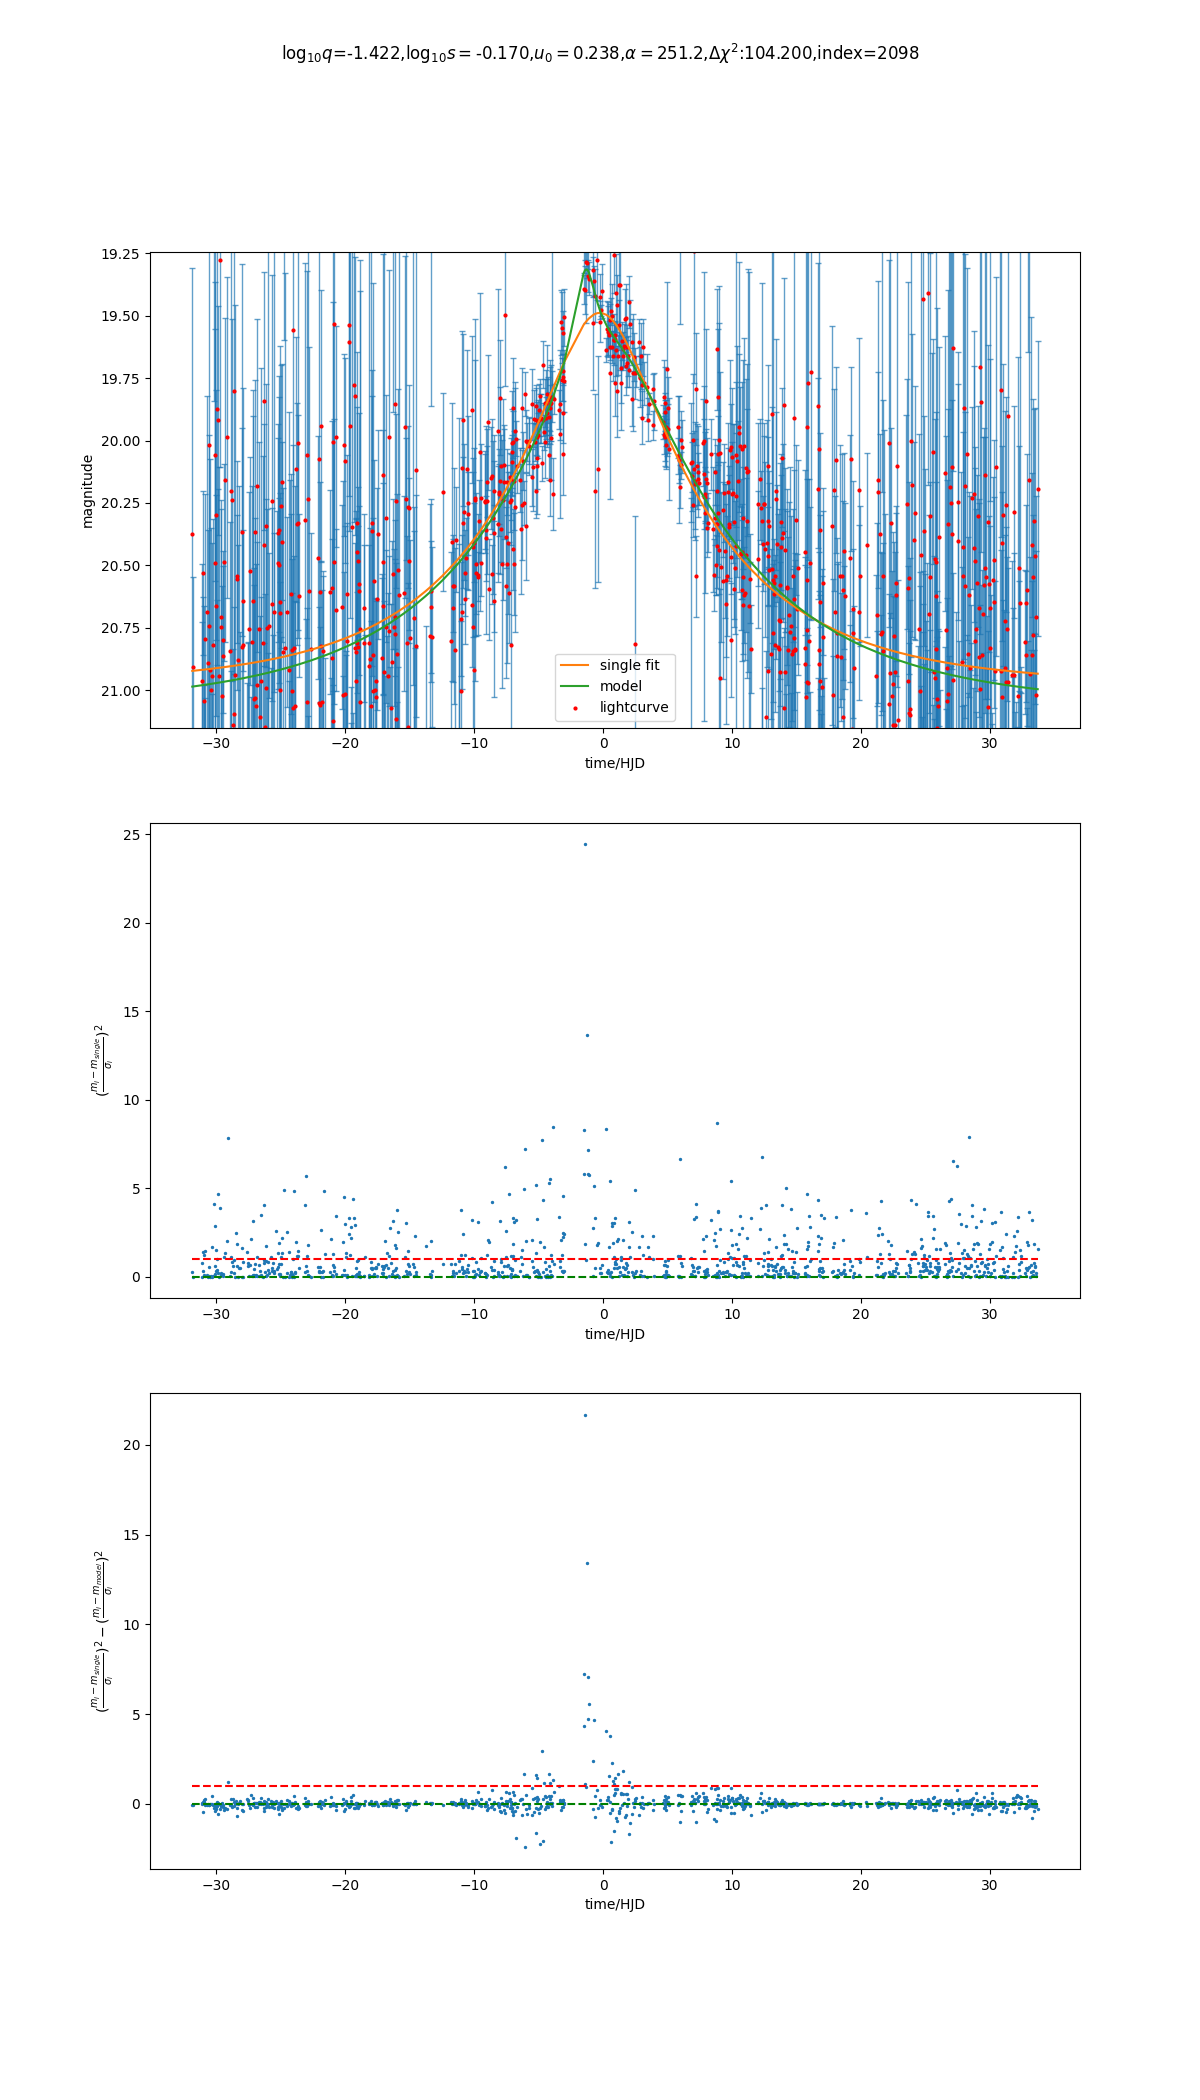 log₁₀q=-1.422,log₁₀s = -0.170,u₀ = 0.238,α = 251.2,Δχ²:104.200,index=2098
19.25
19.50
19.75
20.00
20.25
20.50
20.75
21.00
magnitude
single fit
model
lightcurve
−30 −20 −10 0 10 20 30
time/HJD
25
20
15
10
5
0
(mᵢ − m_single / σᵢ)²
−30 −20 −10 0 10 20 30
time/HJD
20
15
10
5
0
(mᵢ − m_single / σᵢ)² − (mᵢ − m_model / σᵢ)²
−30 −20 −10 0 10 20 30
time/HJD